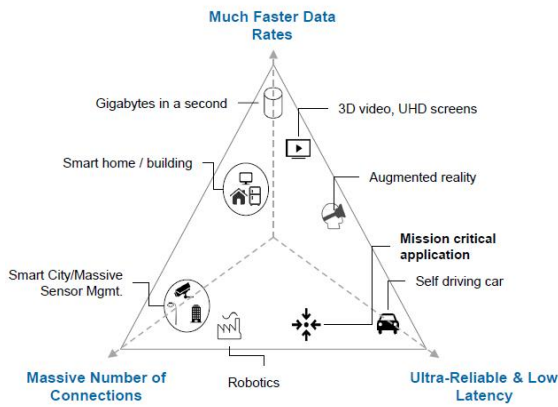 Much Faster Data
Rates
Gigabytes in a second
3D video, UHD screens
Smart home / building
Augmented reality
Mission critical
application
Smart City/Massive
Sensor Mgmt.
Self driving car
Robotics
Massive Number of
Connections
Ultra-Reliable & Low
Latency